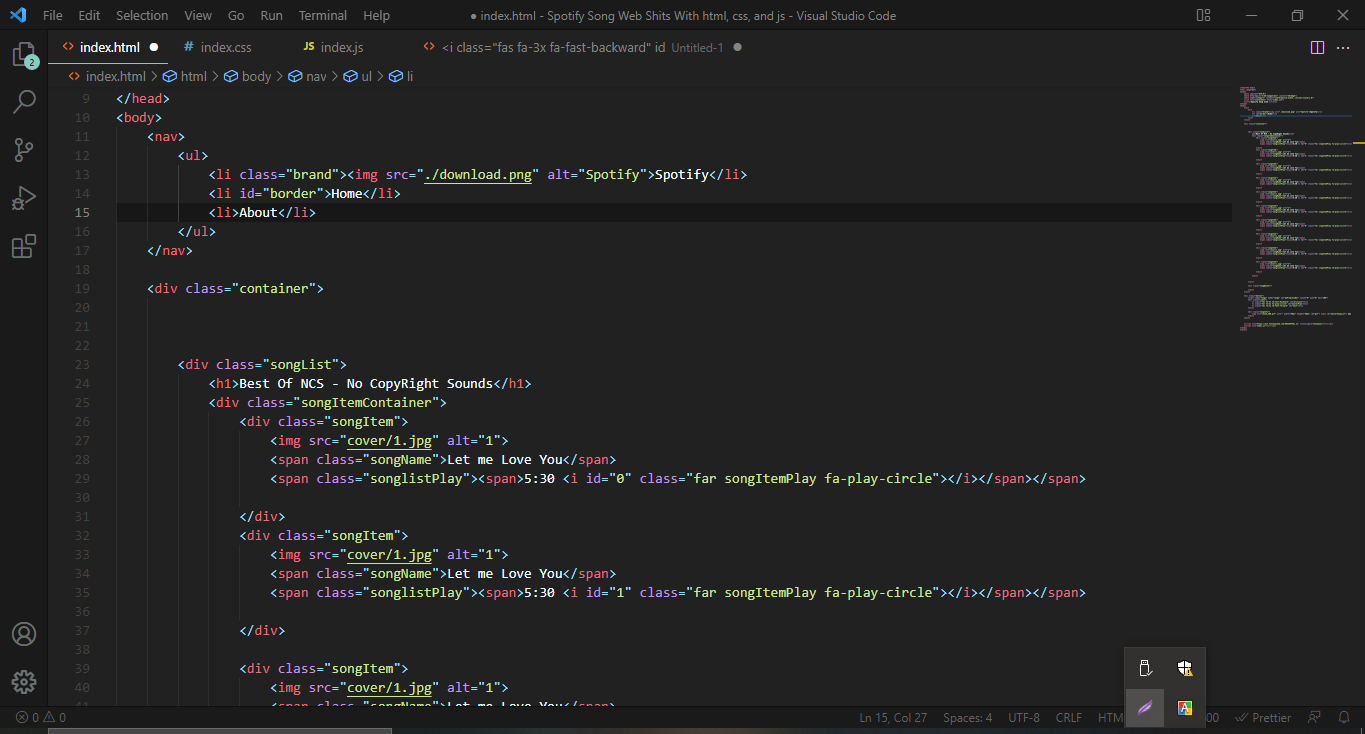 File Edit Selection View Go Run Terminal Help
● index.html - Spotify Song Web Shits With html, css, and js - Visual Studio Code
<> index.html ● # index.css JS index.js <> <i class="fas fa-3x fa-fast-backward" id Untitled-1 ●
2
<> index.html > html > body > nav > ul > li
9 </head>
10 <body>
11 <nav>
12 <ul>
13 <li class="brand"><img src="./download.png" alt="Spotify">Spotify</li>
14 <li id="border">Home</li>
15 <li>About</li>
16 </ul>
17 </nav>
18
19 <div class="container">
20
21
22
23 <div class="songList">
24 <h1>Best Of NCS - No CopyRight Sounds</h1>
25 <div class="songItemContainer">
26 <div class="songItem">
27 <img src="cover/1.jpg" alt="1">
28 <span class="songName">Let me Love You</span>
29 <span class="songlistPlay"><span>5:30 <i id="0" class="far songItemPlay fa-play-circle"></i></span></span>
30
31 </div>
32 <div class="songItem">
33 <img src="cover/1.jpg" alt="1">
34 <span class="songName">Let me Love You</span>
35 <span class="songlistPlay"><span>5:30 <i id="1" class="far songItemPlay fa-play-circle"></i></span></span>
36
37 </div>
38
39 <div class="songItem">
40 <img src="cover/1.jpg" alt="1">
41 <span class="songName">Let me Love You</span>
0 0 Ln 15, Col 27 Spaces: 4 UTF-8 CRLF HTM 00 Prettier
A